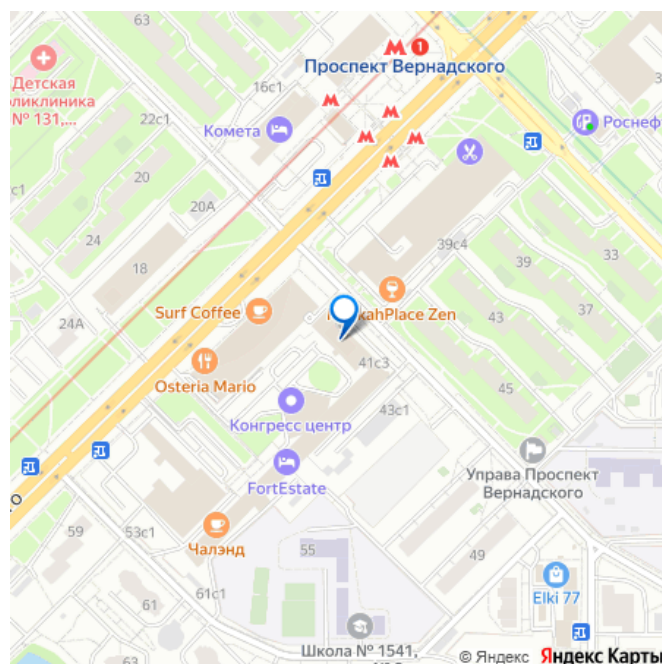 63
1
Проспект Вернадского
Детская
оликлиника
№ 131,...
16с1
22с1
Комета
Роснеф
20
20А
39с4
33
24
39
18
43
37
24А
Surf Coffee
kahPlace Zen
41с3
Osteria Mario
45
43с1
Конгресс центр
FortEstate
Управа Проспект
Вернадского
59
53с1
Чалэнд
55
49
61
61с1
Elki 77
Школа № 1541,
© Яндекс Яндекс Карты